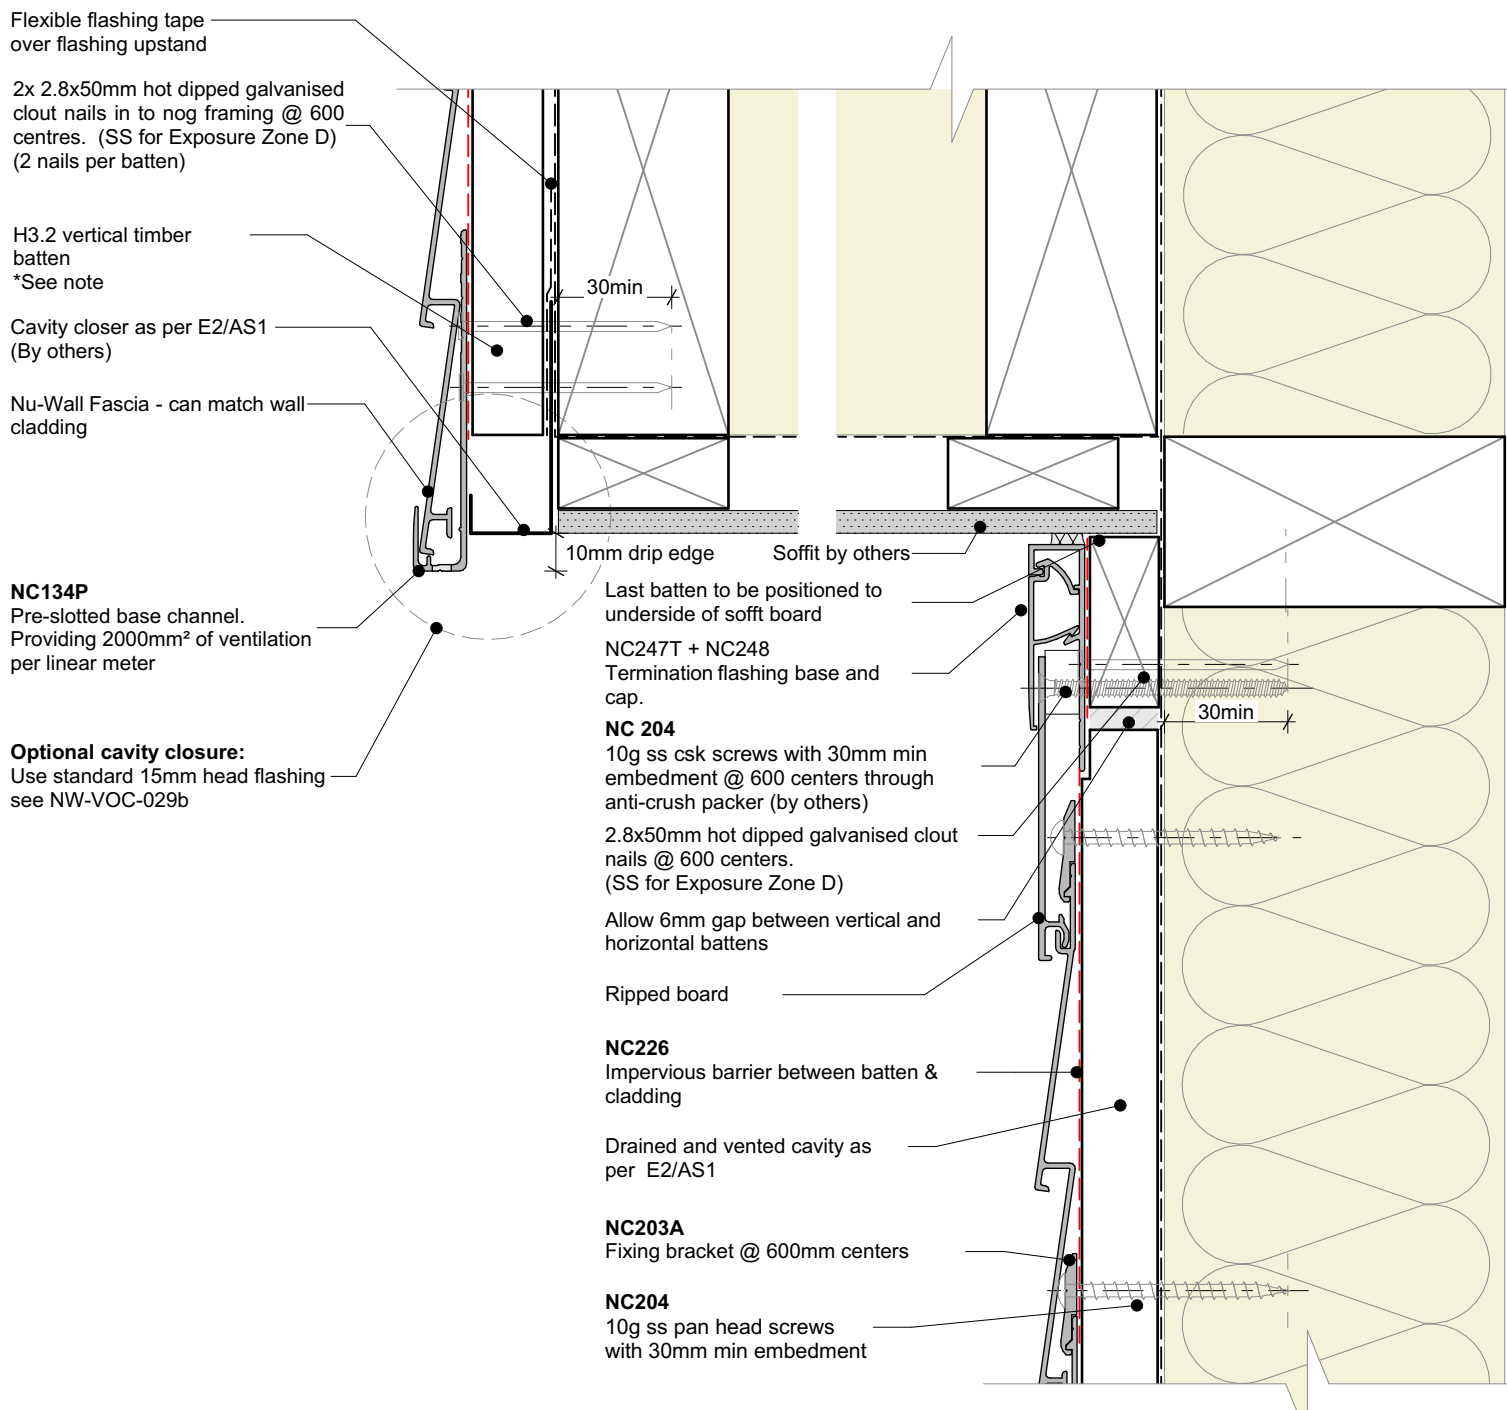 Flexible flashing tape
over flashing upstand
2x 2.8x50mm hot dipped galvanised
clout nails in to nog framing @ 600
centres.  (SS for Exposure Zone D)
(2 nails per batten)
H3.2 vertical timber
batten
*See note
Cavity closer as per E2/AS1
(By others)
Nu-Wall Fascia - can match wall
cladding
NC134P
Pre-slotted base channel.
Providing 2000mm² of ventilation
per linear meter
Optional cavity closure:
Use standard 15mm head flashing
see NW-VOC-029b
30min
10mm drip edge
Soffit by others
Last batten to be positioned to
underside of sofft board
NC247T + NC248
Termination flashing base and
cap.
NC 204
10g ss csk screws with 30mm min
embedment @ 600 centers through
anti-crush packer (by others)
30min
2.8x50mm hot dipped galvanised clout
nails @ 600 centers.
(SS for Exposure Zone D)
Allow 6mm gap between vertical and
horizontal battens
Ripped board
NC226
Impervious barrier between batten &
cladding
Drained and vented cavity as
per  E2/AS1
NC203A
Fixing bracket @ 600mm centers
NC204
10g ss pan head screws
with 30mm min embedment